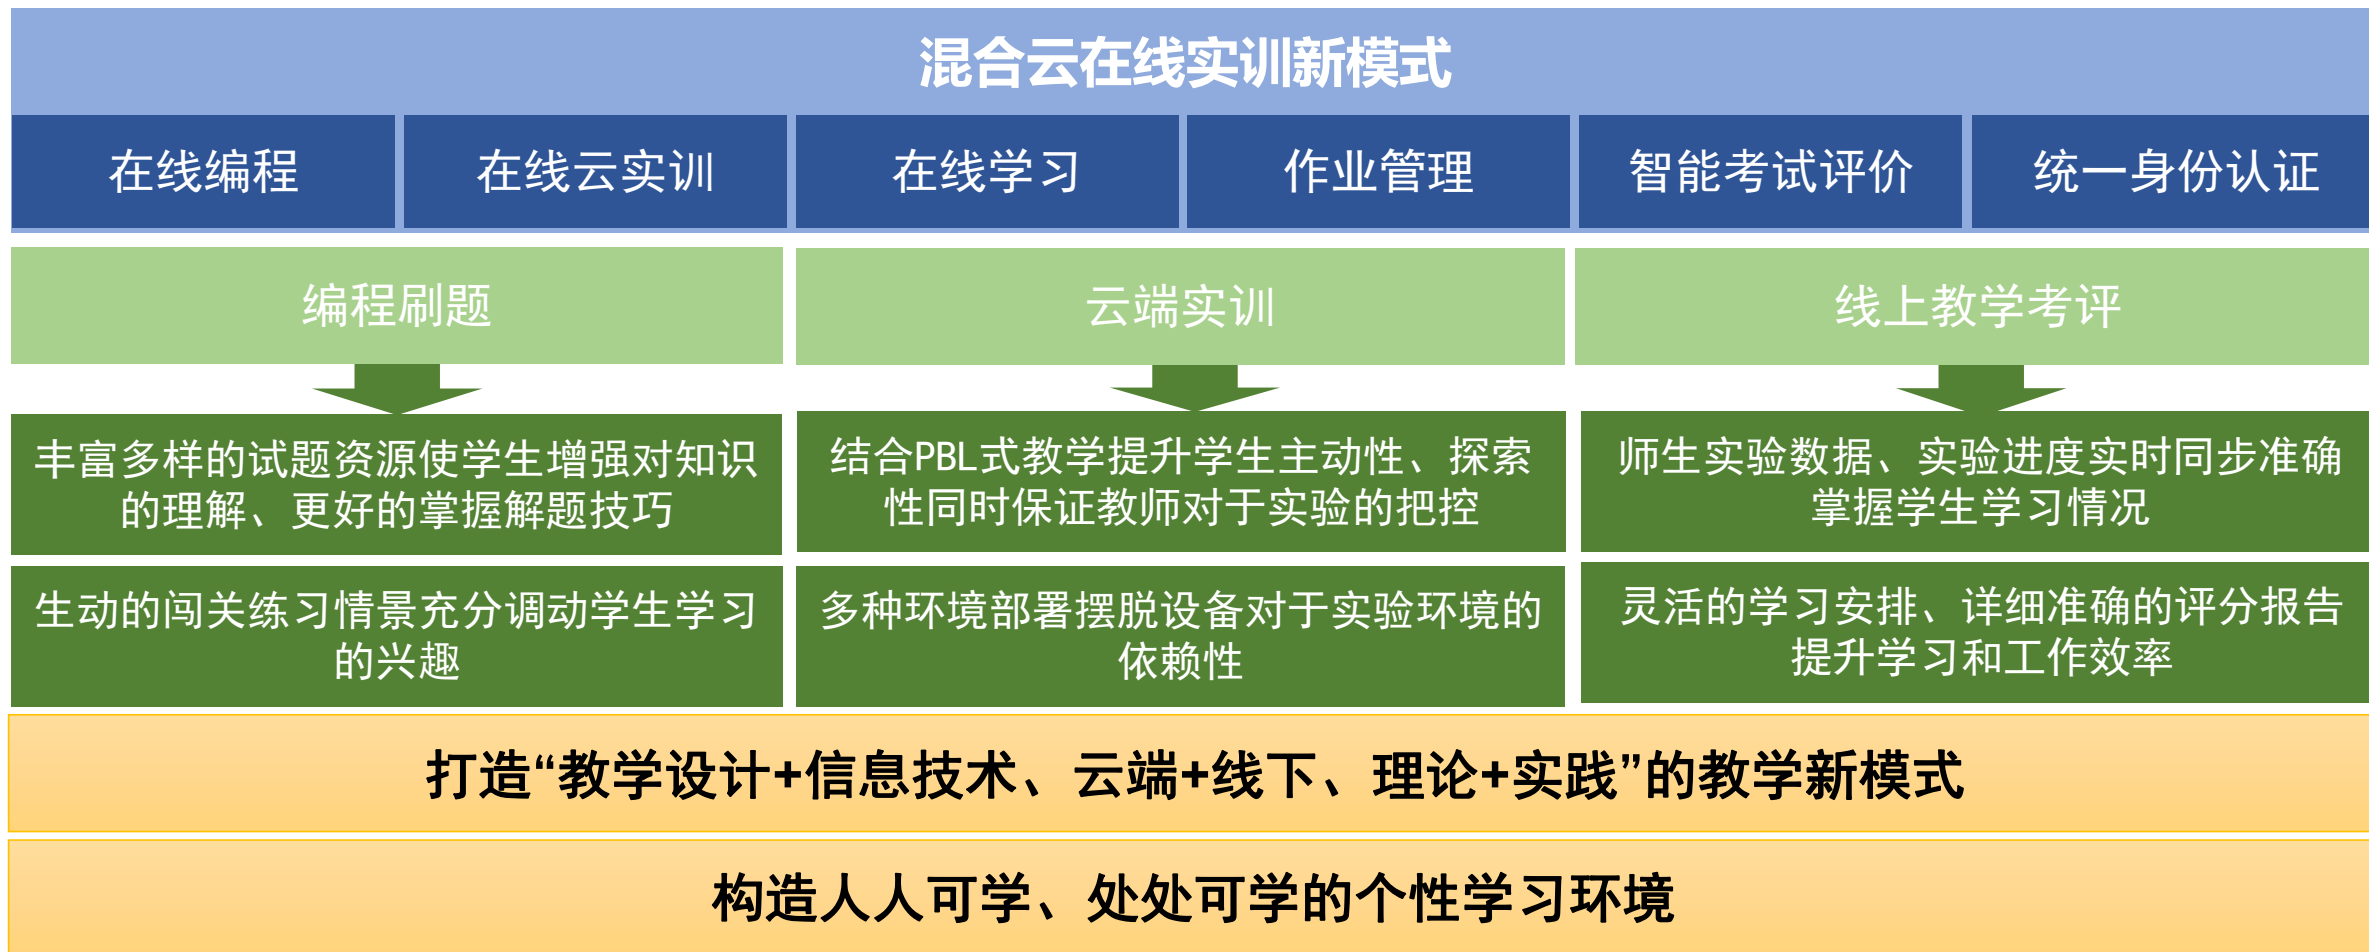 混合云在线实训新模式
在线编程
在线云实训
在线学习
作业管理
智能考试评价
统一身份认证
编程刷题
云端实训
线上教学考评
丰富多样的试题资源使学生增强对知识
的理解、更好的掌握解题技巧
结合PBL式教学提升学生主动性、探索
性同时保证教师对于实验的把控
师生实验数据、实验进度实时同步准确
掌握学生学习情况
生动的闯关练习情景充分调动学生学习
的兴趣
多种环境部署摆脱设备对于实验环境的
依赖性
灵活的学习安排、详细准确的评分报告
提升学习和工作效率
打造“教学设计+信息技术、云端+线下、理论+实践”的教学新模式
构造人人可学、处处可学的个性学习环境